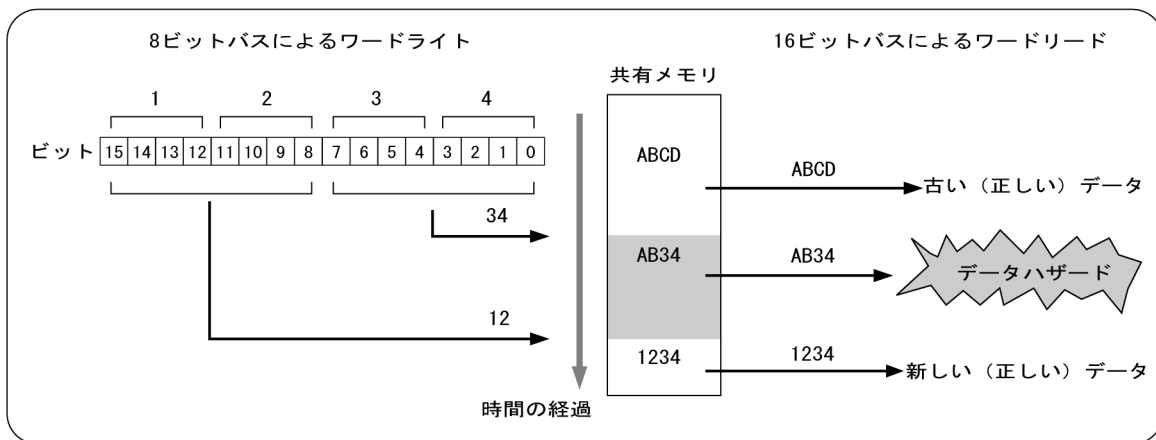 8ビットバスによるワードライト
16ビットバスによるワードリード
共有メモリ
1 2 3 4
ビット 15 14 13 12 11 10 9 8 7 6 5 4 3 2 1 0
ABCD
ABCD
古い（正しい）データ
34
AB34
AB34
データハザード
12
1234
1234
新しい（正しい）データ
時間の経過